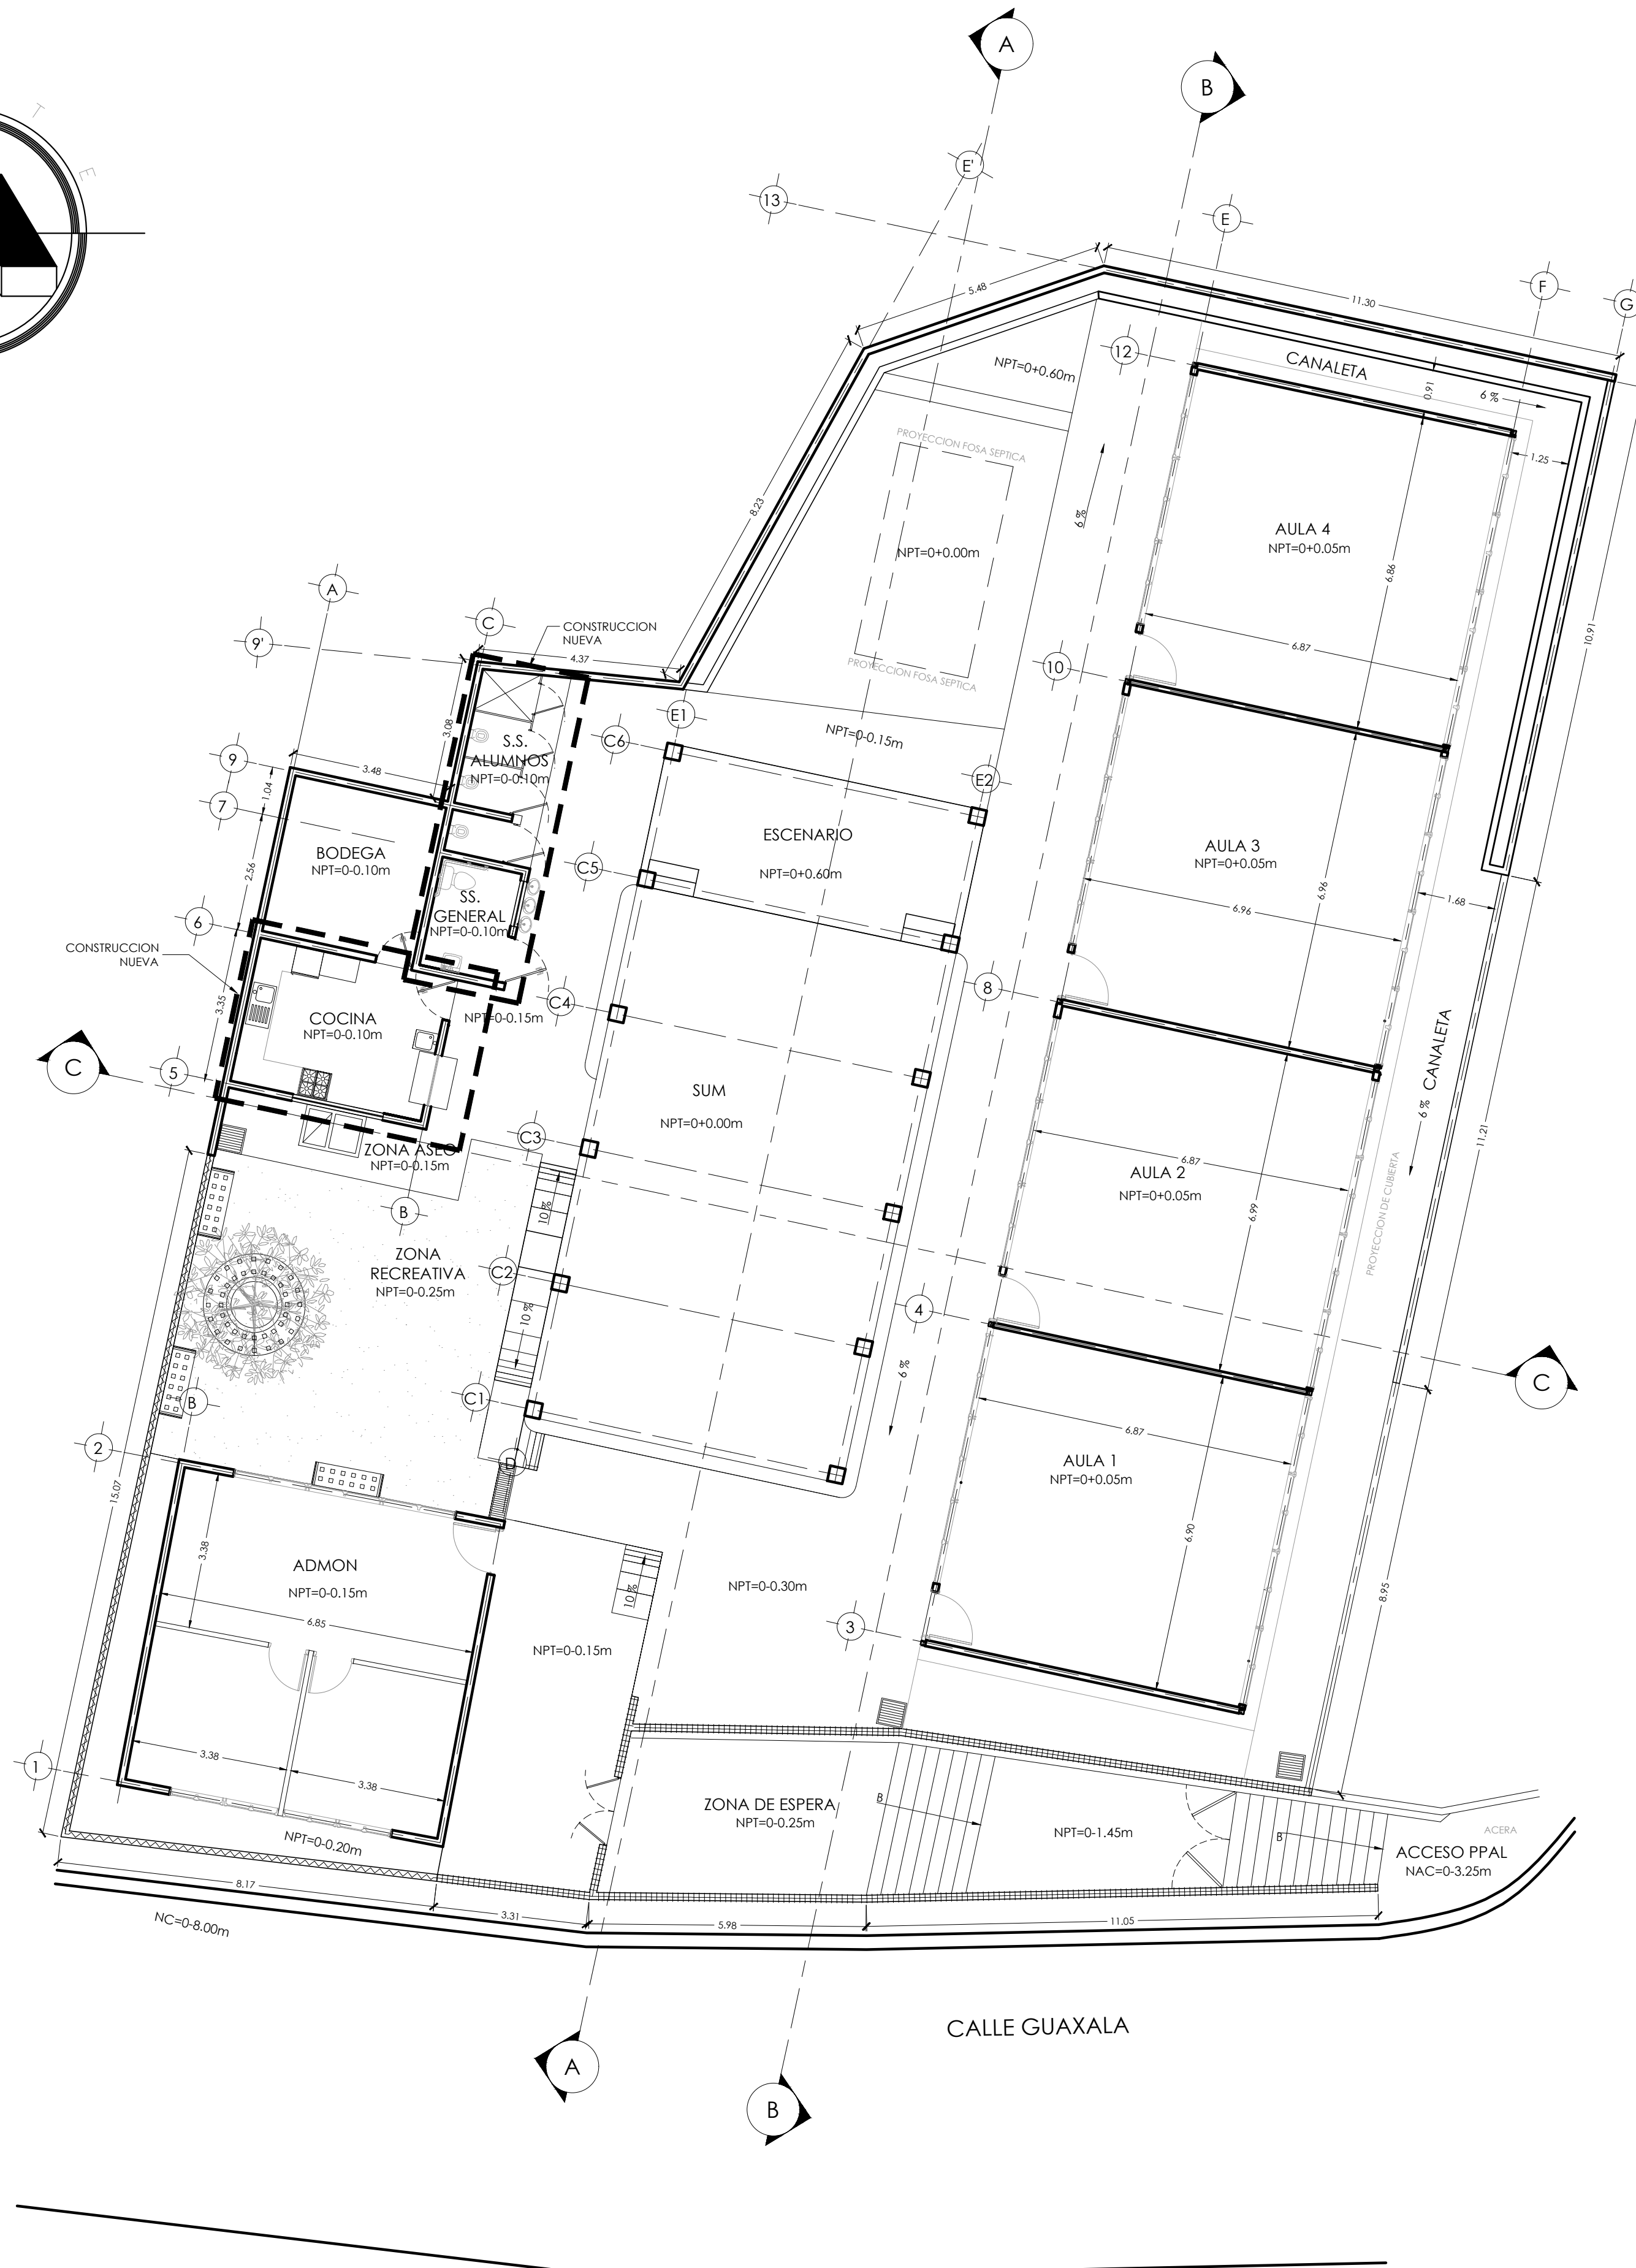 A
B
T
E
E'
13
E
5.48
11.30
F
G
12
CANALETA
NPT=0+0.60m
0.91
6 %
PROYECCION FOSA SEPTICA
1.25
8.23
6 %
NPT=0+0.00m
AULA 4
NPT=0+0.05m
6.86
A
C
CONSTRUCCION
NUEVA
9'
4.37
PROYECCION FOSA SEPTICA
10
6.87
10.91
3.08
E1
C6
NPT=0-0.15m
S.S.
ALUMNOS
NPT=0-0.10m
9
3.48
1.04
7
E2
ESCENARIO
NPT=0+0.60m
AULA 3
NPT=0+0.05m
BODEGA
NPT=0-0.10m
2.56
C5
SS.
GENERAL
NPT=0-0.10m
6.96
6.96
1.68
6
CONSTRUCCION
NUEVA
3.35
COCINA
NPT=0-0.10m
NPT=0-0.15m
C4
8
C
5
SUM
NPT=0+0.00m
6 % CANALETA
C3
ZONA ASEO
NPT=0-0.15m
6.87
AULA 2
NPT=0+0.05m
11.21
PROYECCION DE CUBIERTA
B
10 %
6.99
ZONA
RECREATIVA
NPT=0-0.25m
C2
10 %
4
6 %
C
B
C1
2
D
6.87
AULA 1
NPT=0+0.05m
15.07
3.38
ADMON
NPT=0-0.15m
6.90
6.85
10 %
NPT=0-0.30m
8.95
3
NPT=0-0.15m
1
3.38
3.38
ZONA DE ESPERA
NPT=0-0.25m
B
NPT=0-1.45m
B
ACERA
ACCESO PPAL
NAC=0-3.25m
NPT=0-0.20m
8.17
3.31
5.98
11.05
NC=0-8.00m
CALLE GUAXALA
A
B